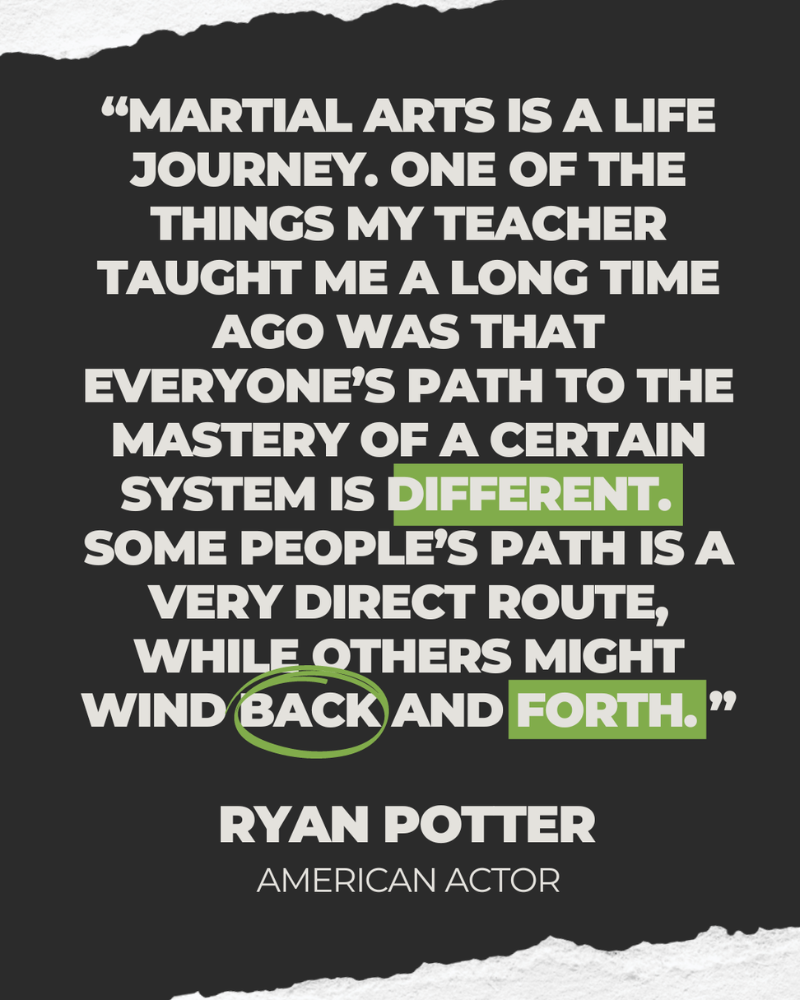 “MARTIAL ARTS IS A LIFE
JOURNEY. ONE OF THE
THINGS MY TEACHER
TAUGHT ME A LONG TIME
AGO WAS THAT
EVERYONE’S PATH TO THE
MASTERY OF A CERTAIN
SYSTEM IS DIFFERENT.
SOME PEOPLE’S PATH IS A
VERY DIRECT ROUTE,
WHILE OTHERS MIGHT
WIND BACK AND FORTH.”
RYAN POTTER
AMERICAN ACTOR